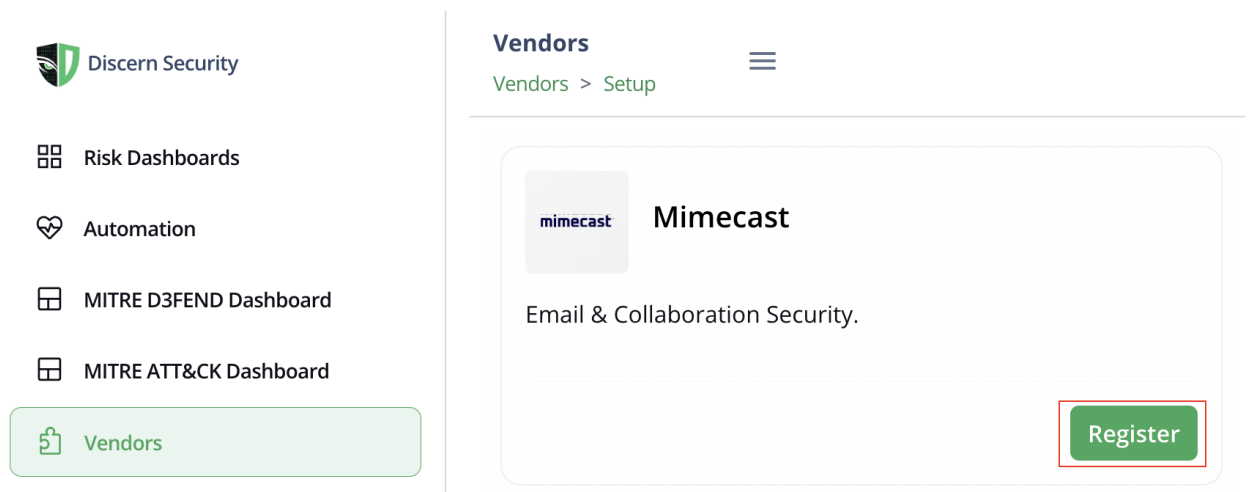 Discern Security
Risk Dashboards
Automation
MITRE D3FEND Dashboard
MITRE ATT&CK Dashboard
Vendors
Vendors
Vendors > Setup
mimecast
Mimecast
Email & Collaboration Security.
Register